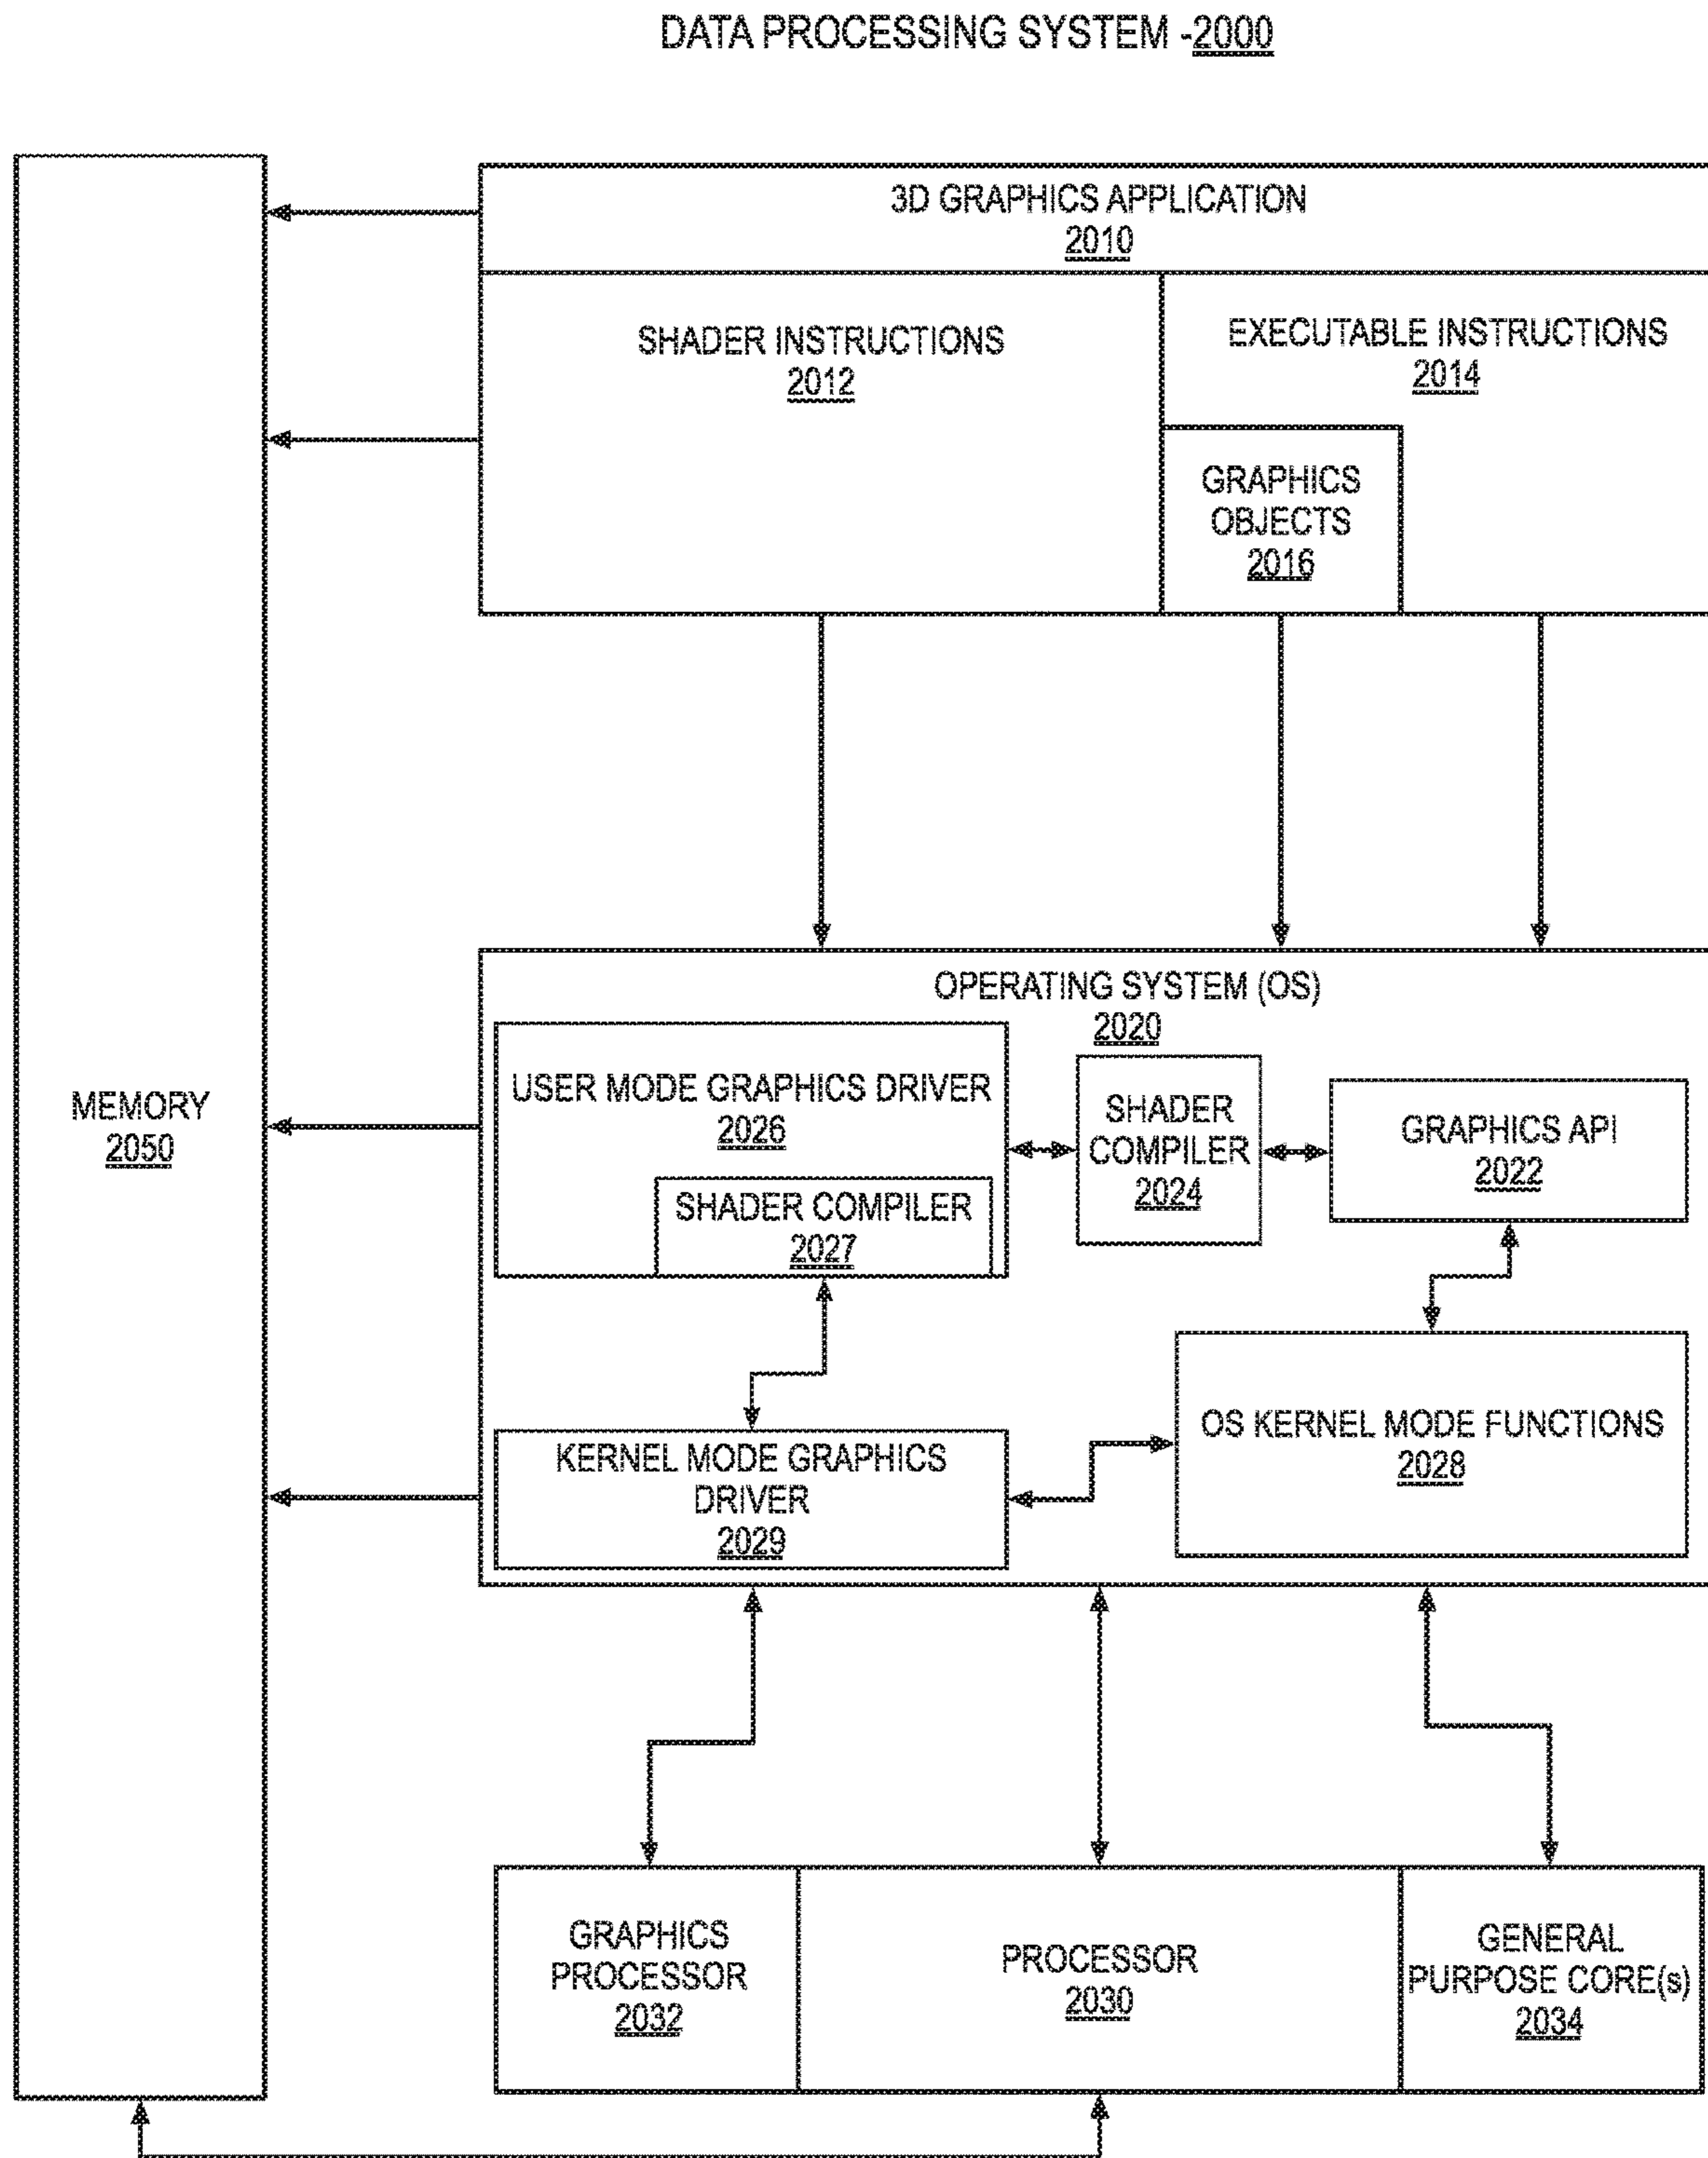 DATA PROCESSING SYSTEM -2000
3D GRAPHICS APPLICATION
2010
SHADER INSTRUCTIONS
2012
EXECUTABLE INSTRUCTIONS
2014
GRAPHICS
OBJECTS
2016
MEMORY
2050
OPERATING SYSTEM (OS)
2020
USER MODE GRAPHICS DRIVER
2026
SHADER COMPILER
2027
SHADER
COMPILER
2024
GRAPHICS API
2022
KERNEL MODE GRAPHICS
DRIVER
2029
OS KERNEL MODE FUNCTIONS
2028
GRAPHICS
PROCESSOR
2032
PROCESSOR
2030
GENERAL
PURPOSE CORE(s)
2034